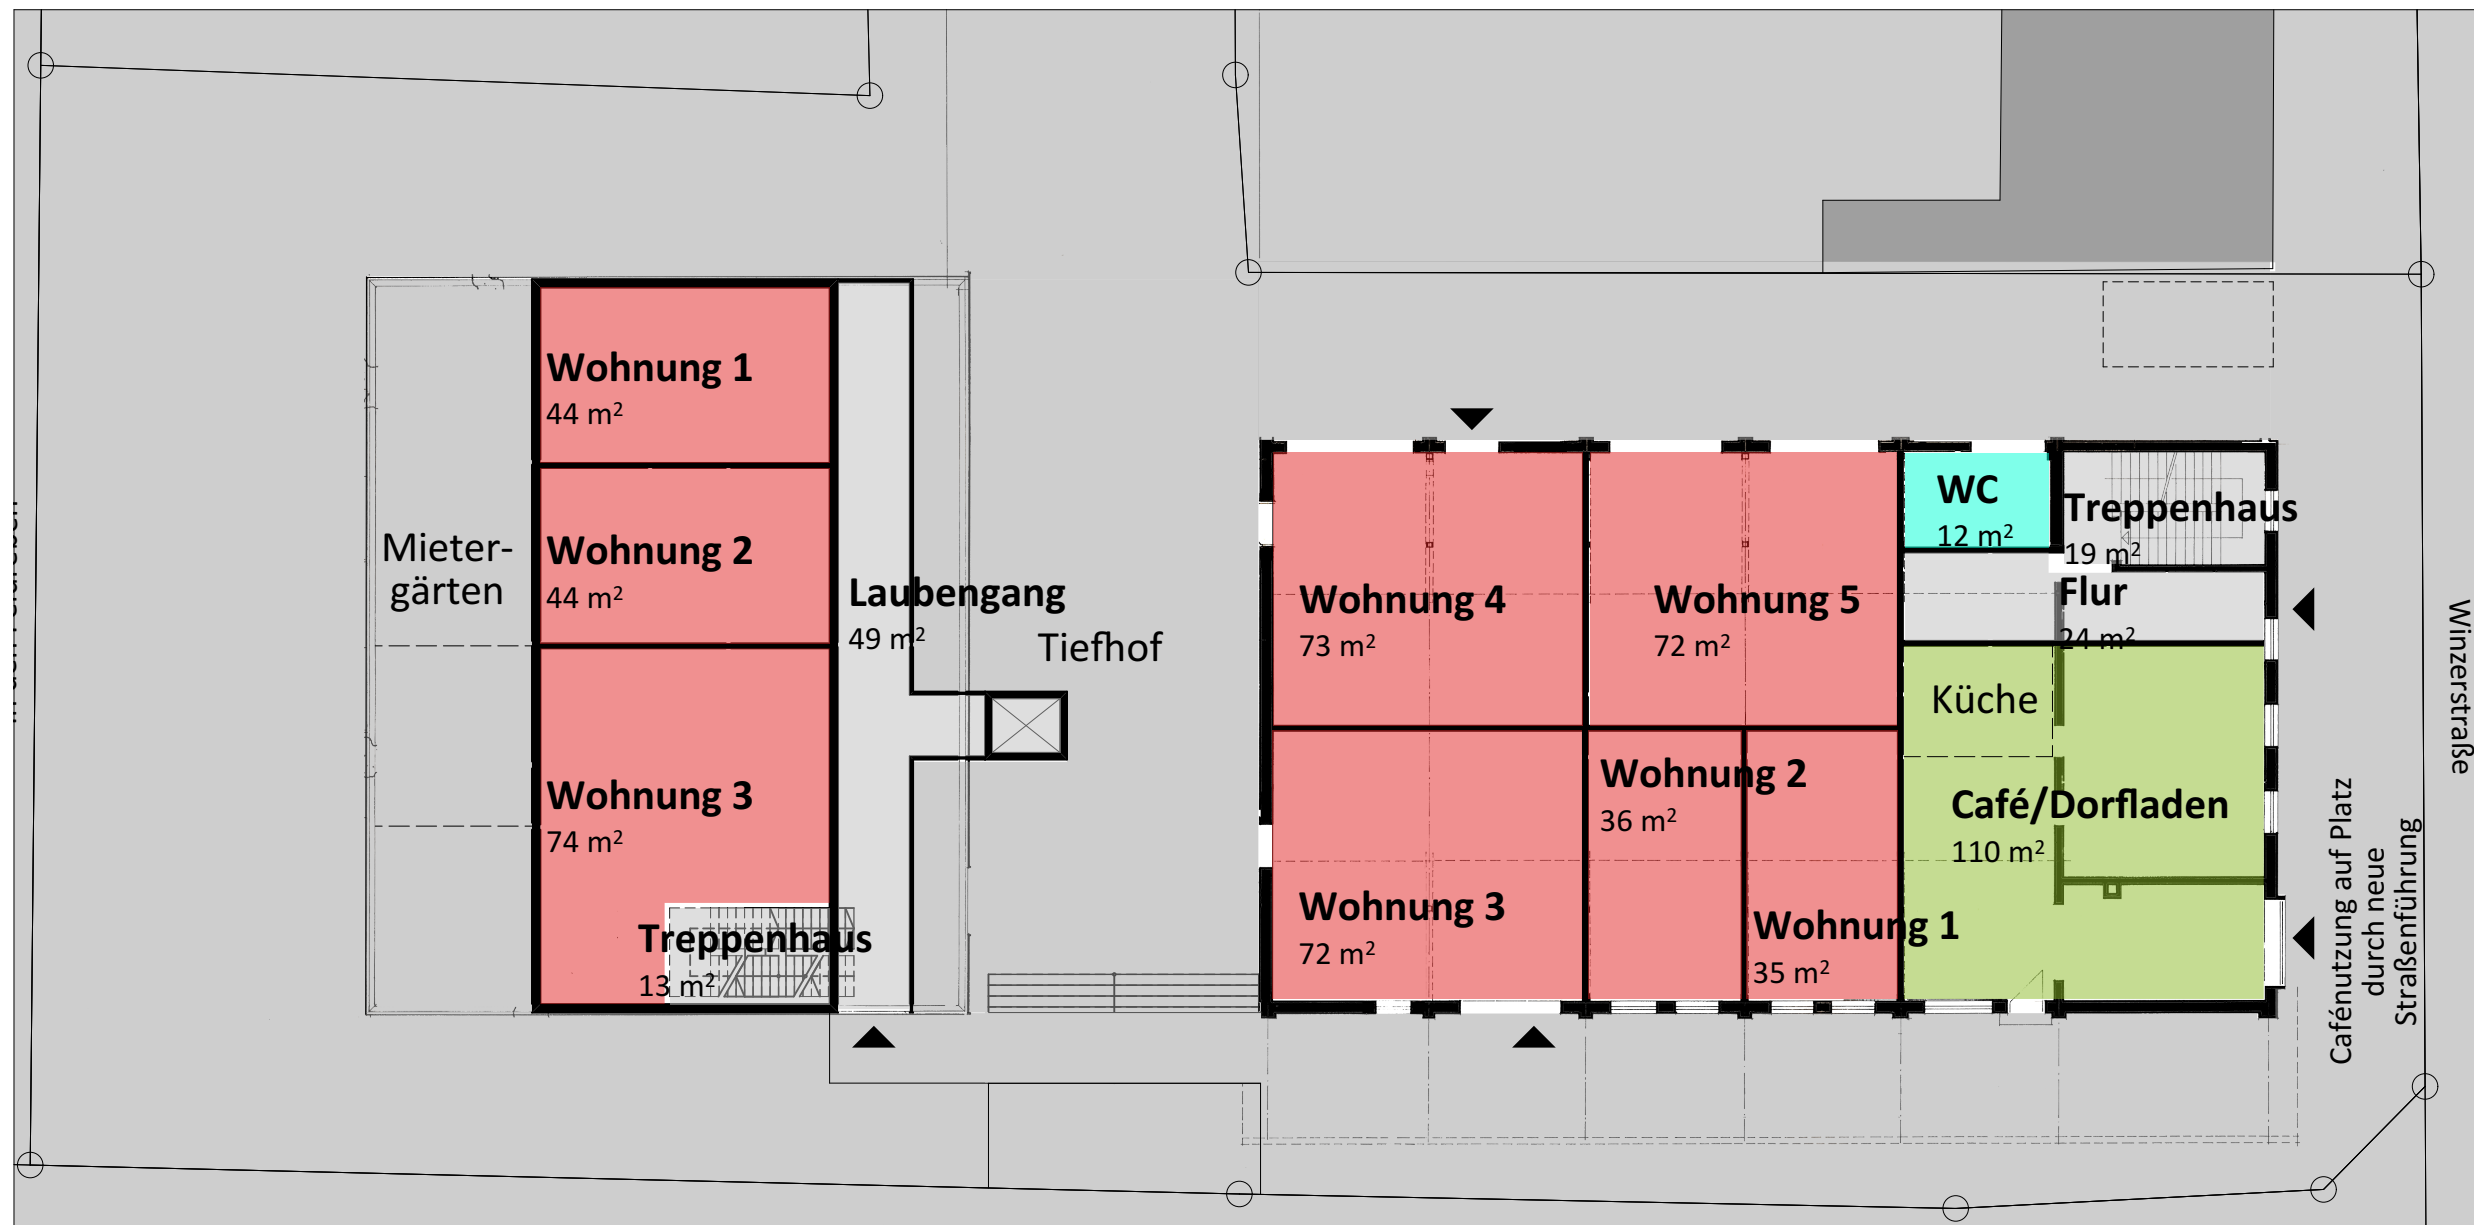 Wohnung 1
44 m²
Wohnung 2
44 m²
Wohnung 3
74 m²
Treppenhaus
13 m²
Mieter-
gärten
Laubengang
49 m²
Tiefhof
Wohnung 4
73 m²
Wohnung 5
72 m²
Wohnung 3
72 m²
Wohnung 2
36 m²
Wohnung 1
35 m²
WC
12 m²
Treppenhaus
19 m²
Flur
24 m²
Küche
Café/Dorfladen
110 m²
Cafénutzung auf Platz
durch neue
Straßenführung
Winzerstraße